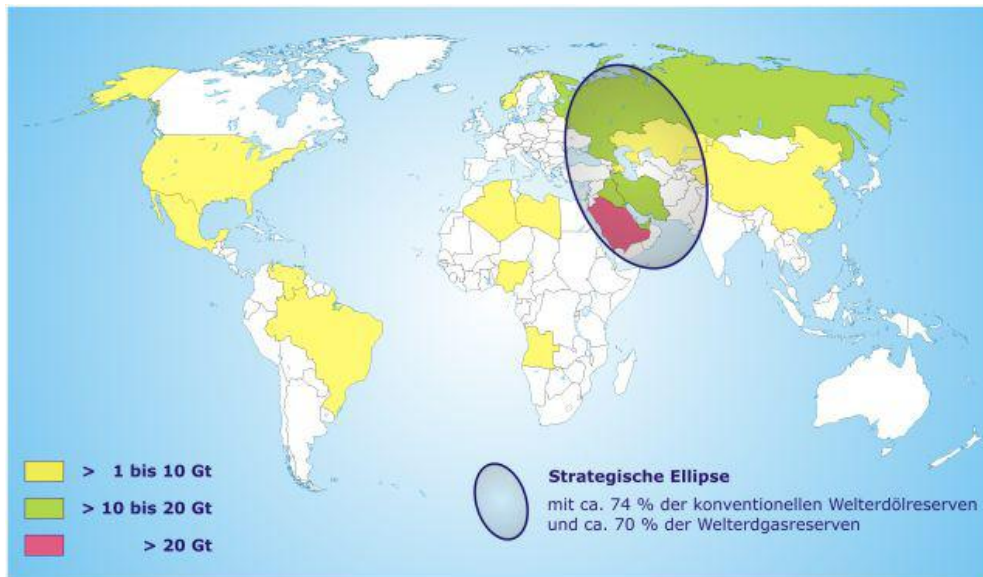 > 1 bis 10 Gt
> 10 bis 20 Gt
> 20 Gt
Strategische Ellipse
mit ca. 74 % der konventionellen Welterdölreserven
und ca. 70 % der Welterdgasreserven